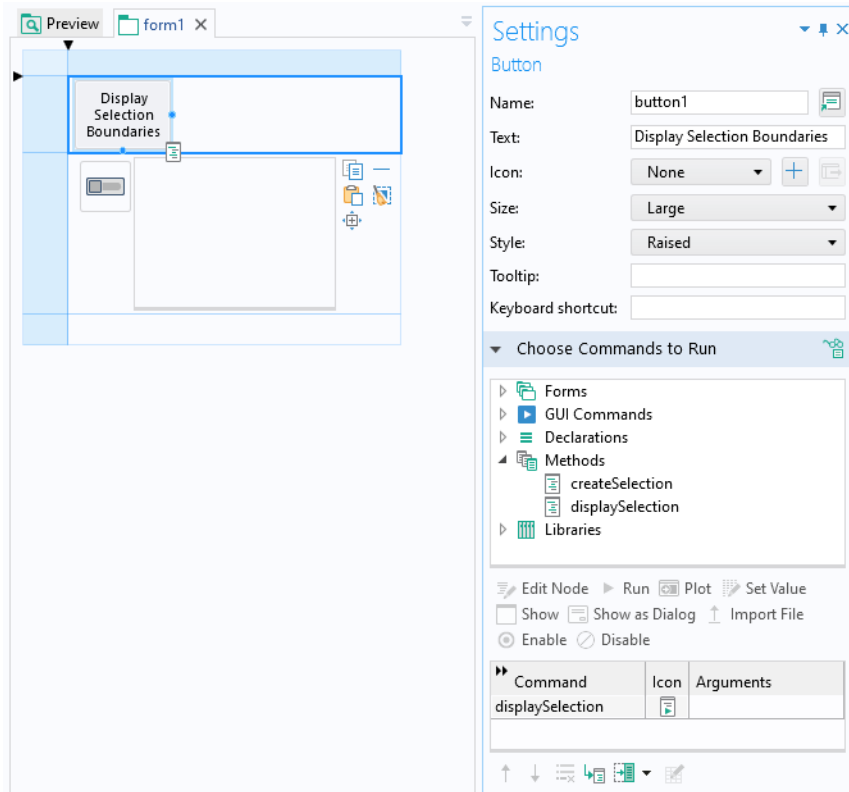 Preview
form1
Display
Selection
Boundaries
Settings
Button
Name:
button1
Text:
Display Selection Boundaries
Icon:
None
Size:
Large
Style:
Raised
Tooltip:
Keyboard shortcut:
Choose Commands to Run
Forms
GUI Commands
Declarations
Methods
createSelection
displaySelection
Libraries
Edit Node Run Plot Set Value
Show Show as Dialog Import File
Enable Disable
Command Icon Arguments
displaySelection